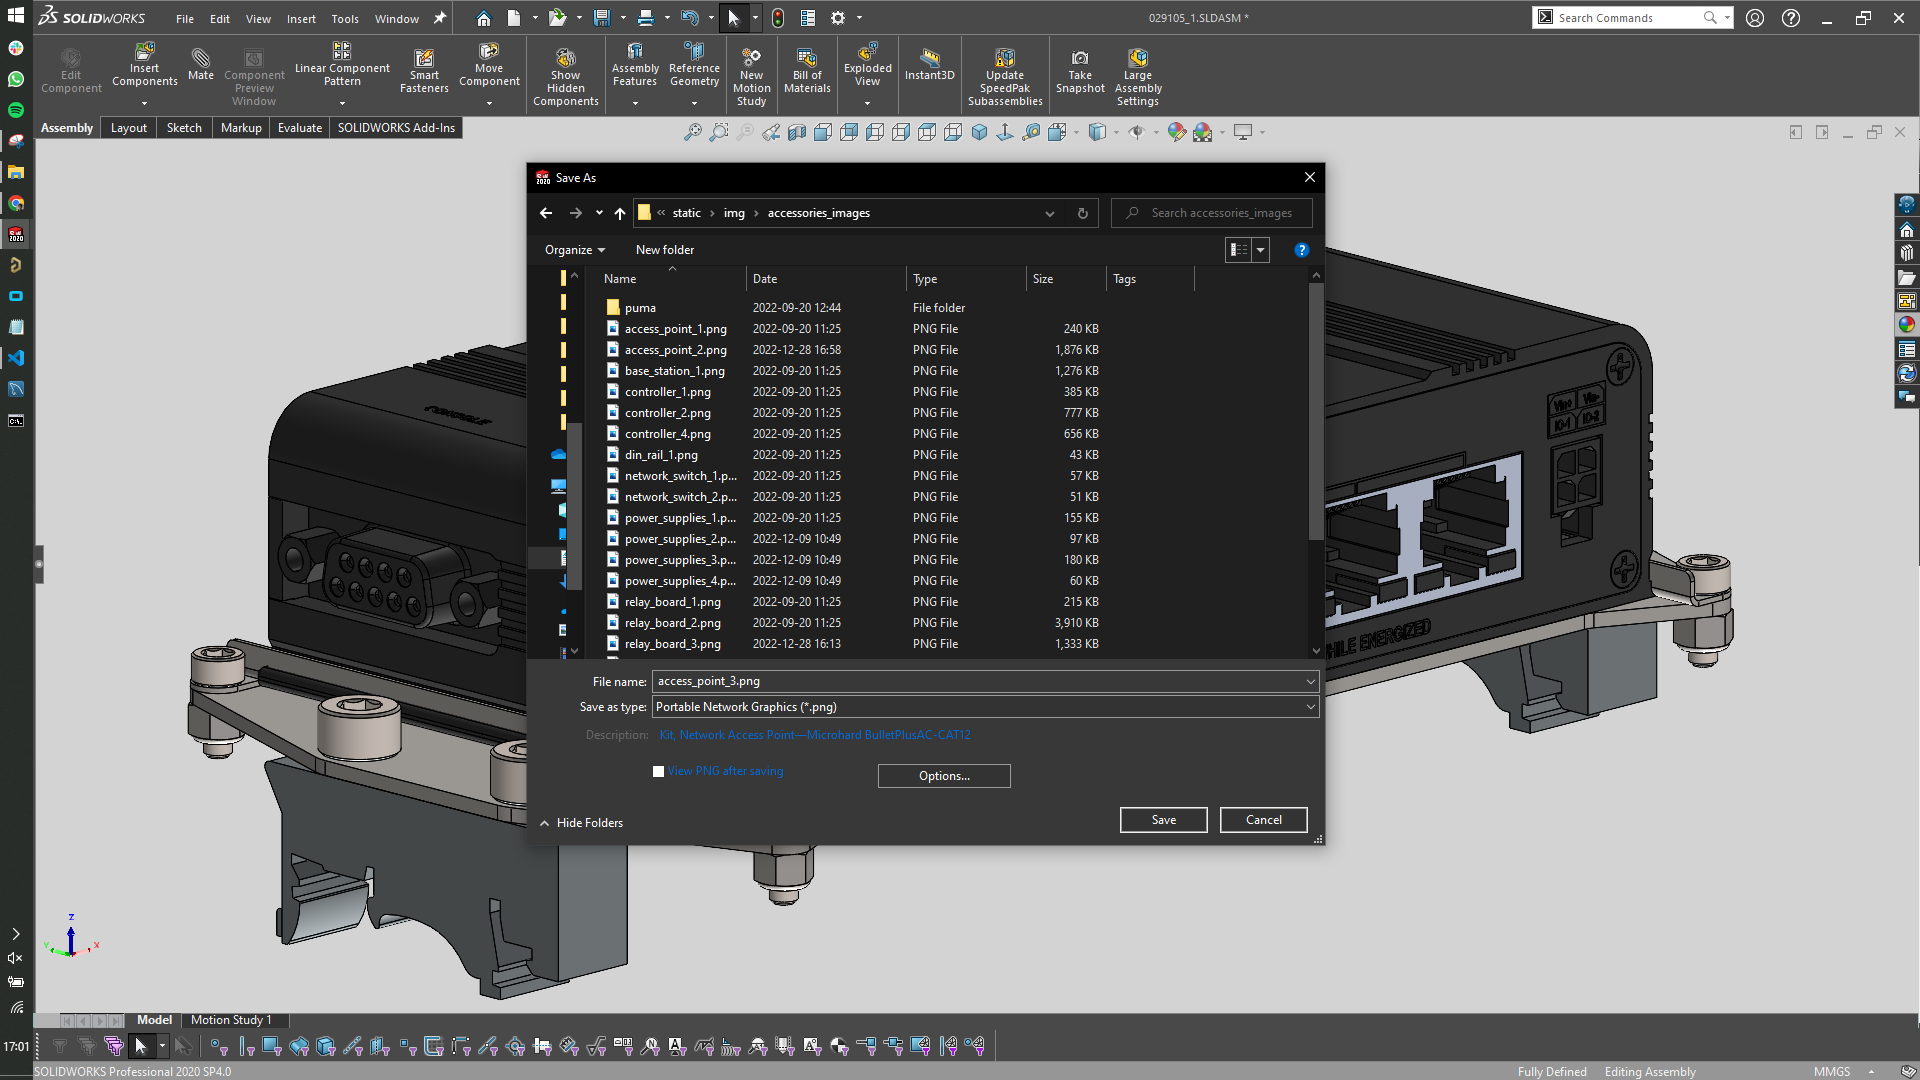 SOLIDWORKS File Edit View Insert Tools Window 029105_1.SLDASM * Search Commands
Edit Component
Insert Components
Mate
Component Preview Window
Linear Component Pattern
Smart Fasteners
Move Component
Show Hidden Components
Assembly Features
Reference Geometry
New Motion Study
Bill of Materials
Exploded View
Instant3D
Update SpeedPak Subassemblies
Take Snapshot
Large Assembly Settings
Assembly Layout Sketch Markup Evaluate SOLIDWORKS Add-Ins
Save As
« static › img › accessories_images Search accessories_images
Organize New folder
Name Date Type Size Tags
puma 2022-09-20 12:44 File folder
access_point_1.png 2022-09-20 11:25 PNG File 240 KB
access_point_2.png 2022-12-28 16:58 PNG File 1,876 KB
base_station_1.png 2022-09-20 11:25 PNG File 1,276 KB
controller_1.png 2022-09-20 11:25 PNG File 385 KB
controller_2.png 2022-09-20 11:25 PNG File 777 KB
controller_4.png 2022-09-20 11:25 PNG File 656 KB
din_rail_1.png 2022-09-20 11:25 PNG File 43 KB
network_switch_1.p... 2022-09-20 11:25 PNG File 57 KB
network_switch_2.p... 2022-09-20 11:25 PNG File 51 KB
power_supplies_1.p... 2022-09-20 11:25 PNG File 155 KB
power_supplies_2.p... 2022-12-09 10:49 PNG File 97 KB
power_supplies_3.p... 2022-12-09 10:49 PNG File 180 KB
power_supplies_4.p... 2022-12-09 10:49 PNG File 60 KB
relay_board_1.png 2022-09-20 11:25 PNG File 215 KB
relay_board_2.png 2022-09-20 11:25 PNG File 3,910 KB
relay_board_3.png 2022-12-28 16:13 PNG File 1,333 KB
File name: access_point_3.png
Save as type: Portable Network Graphics (*.png)
Description: Kit, Network Access Point—Microhard BulletPlusAC-CAT12
View PNG after saving
Options...
Hide Folders Save Cancel
Vin+ Vin-
IO-1 IO-2
HILE ENERGIZED
CONSOLE
Z
Y X
Model Motion Study 1
17:01
SOLIDWORKS Professional 2020 SP4.0 Fully Defined Editing Assembly MMGS